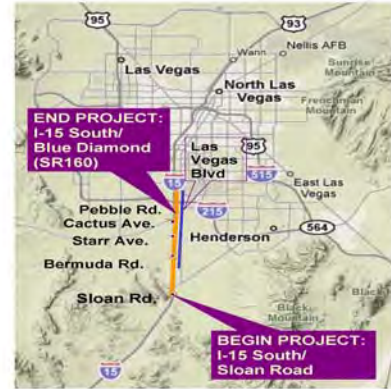 95
93
Nellis AFB
Wann
Las Vegas
Sunrise
Mountain
North Las
Vegas
Frenchman
Mountain
END PROJECT:
I-15 South/
Blue Diamond
(SR160)
95
Las
Vegas
Blvd
515
15
East Las
Vegas
Pebble Rd.
215
Cactus Ave.
564
Starr Ave.
Henderson
Bermuda Rd.
Sloan Rd.
Black
Mountain
BEGIN PROJECT:
I-15 South/
Sloan Road
15